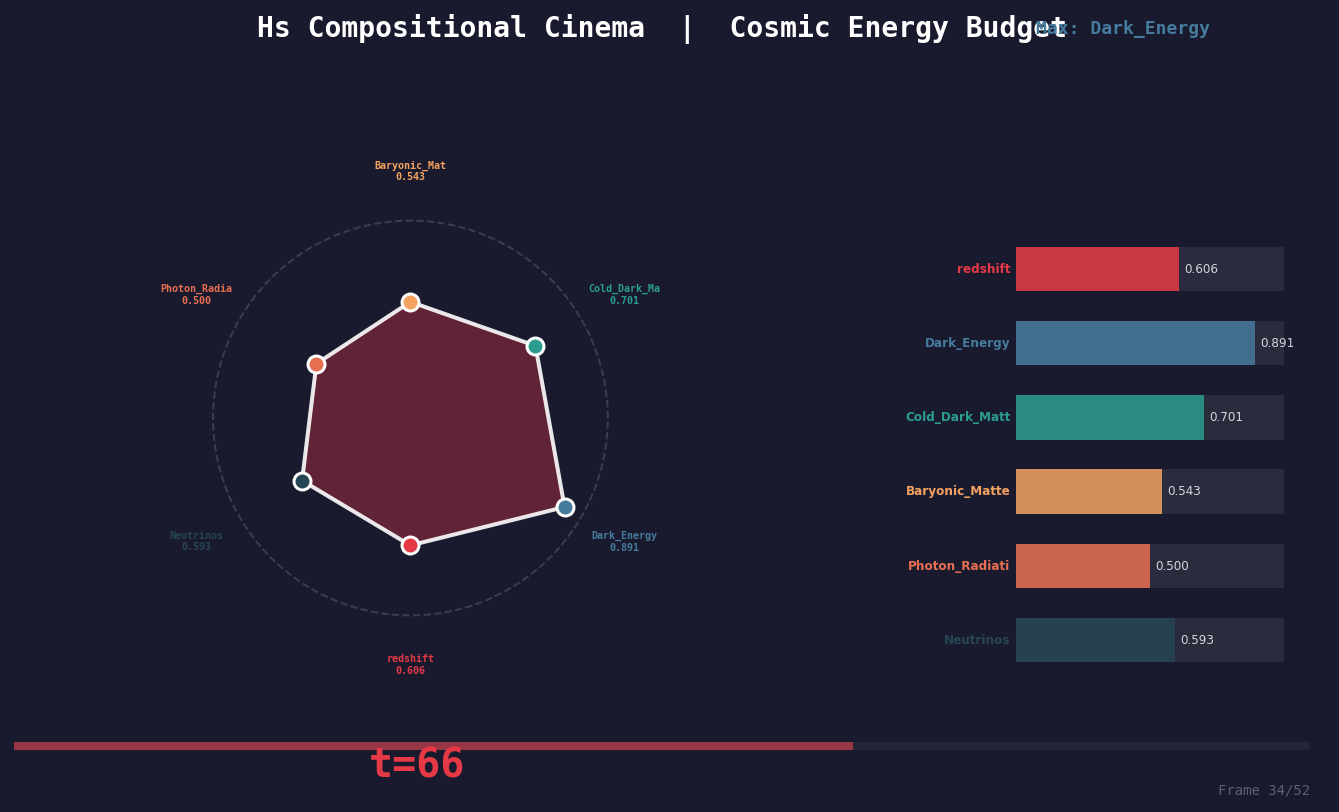 Hs Compositional Cinema | Cosmic Energy Budget
Max: Dark_Energy
Baryonic_Mat
0.543
Photon_Radia
0.500
Cold_Dark_Ma
0.701
Neutrinos
0.593
Dark_Energy
0.891
redshift
0.606
redshift 0.606
Dark_Energy 0.891
Cold_Dark_Matt 0.701
Baryonic_Matte 0.543
Photon_Radiati 0.500
Neutrinos 0.593
t=66
Frame 34/52